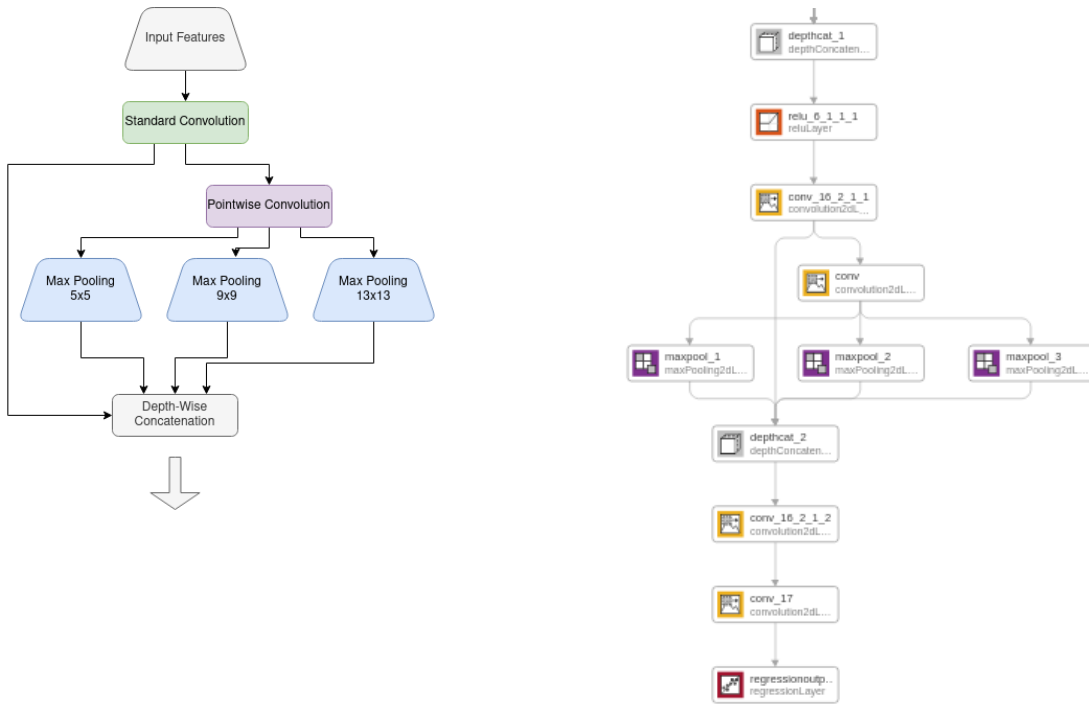 Input Features
Standard Convolution
Pointwise Convolution
Max Pooling
5x5
Max Pooling
9x9
Max Pooling
13x13
Depth-Wise
Concatenation
depthcat_1
depthConcaten...
relu_6_1_1_1
reluLayer
conv_16_2_1_1
convolution2dL...
conv
convolution2dL...
maxpool_1
maxPooling2dL...
maxpool_2
maxPooling2dL...
maxpool_3
maxPooling2dL...
depthcat_2
depthConcaten...
conv_16_2_1_2
convolution2dL...
conv_17
convolution2dL...
regressionoutp...
regressionLayer